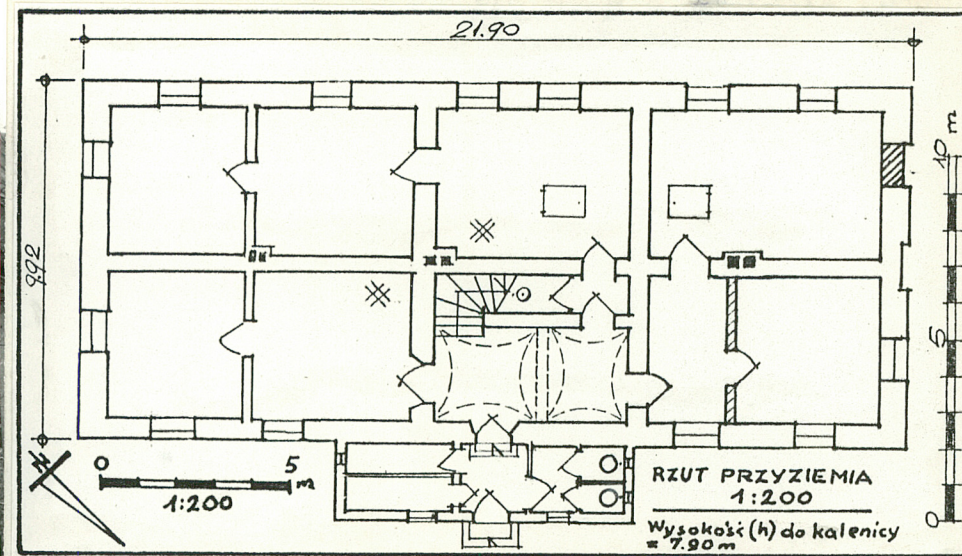 21.90
9.92
10 m
5
0
N
0 5 m
1:200
RZUT PRZYZIEMIA
1:200
Wysokość (h) do kalenicy
= 7.90 m